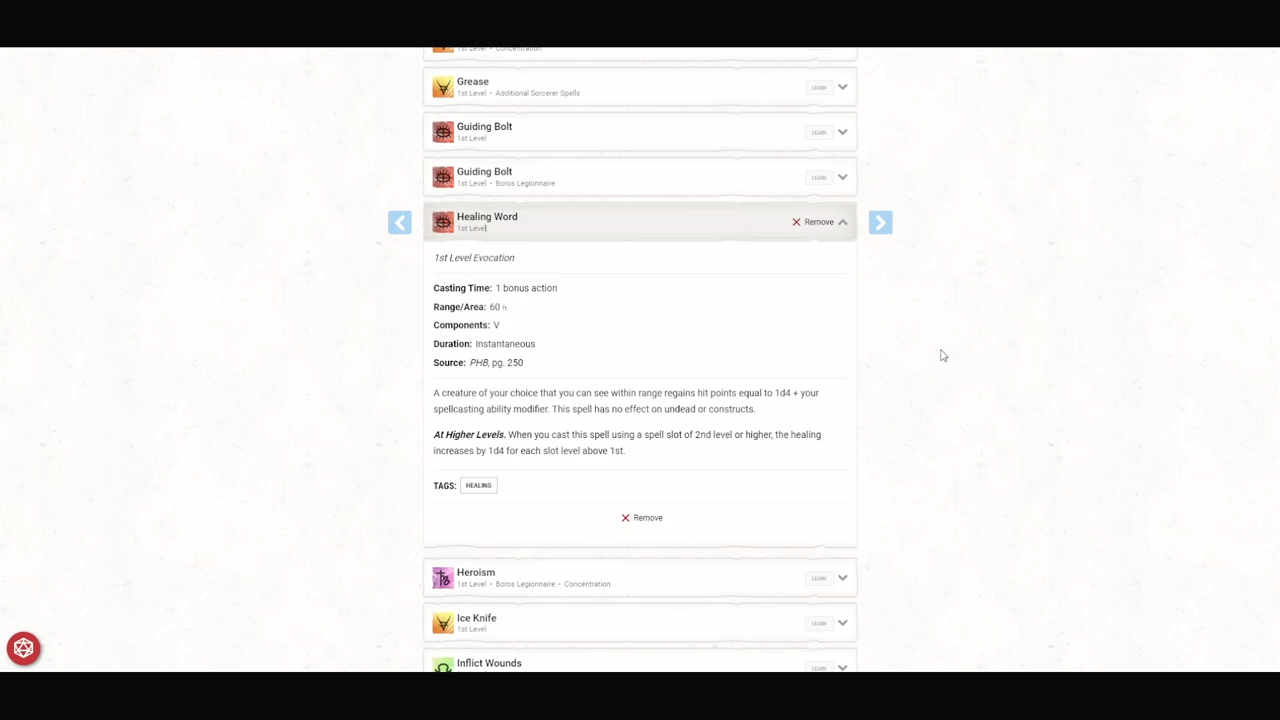 1st Level • Concentration
Grease
1st Level • Additional Sorcerer Spells
LEARN
Guiding Bolt
1st Level
LEARN
Guiding Bolt
1st Level • Boros Legionnaire
LEARN
Healing Word
1st Level
Remove
1st Level Evocation
Casting Time: 1 bonus action
Range/Area: 60 ft
Components: V
Duration: Instantaneous
Source: PHB, pg. 250
A creature of your choice that you can see within range regains hit points equal to 1d4 + your
spellcasting ability modifier. This spell has no effect on undead or constructs.
At Higher Levels. When you cast this spell using a spell slot of 2nd level or higher, the healing
increases by 1d4 for each slot level above 1st.
TAGS: HEALING
Remove
Heroism
1st Level • Boros Legionnaire • Concentration
LEARN
Ice Knife
1st Level
LEARN
Inflict Wounds
LEARN